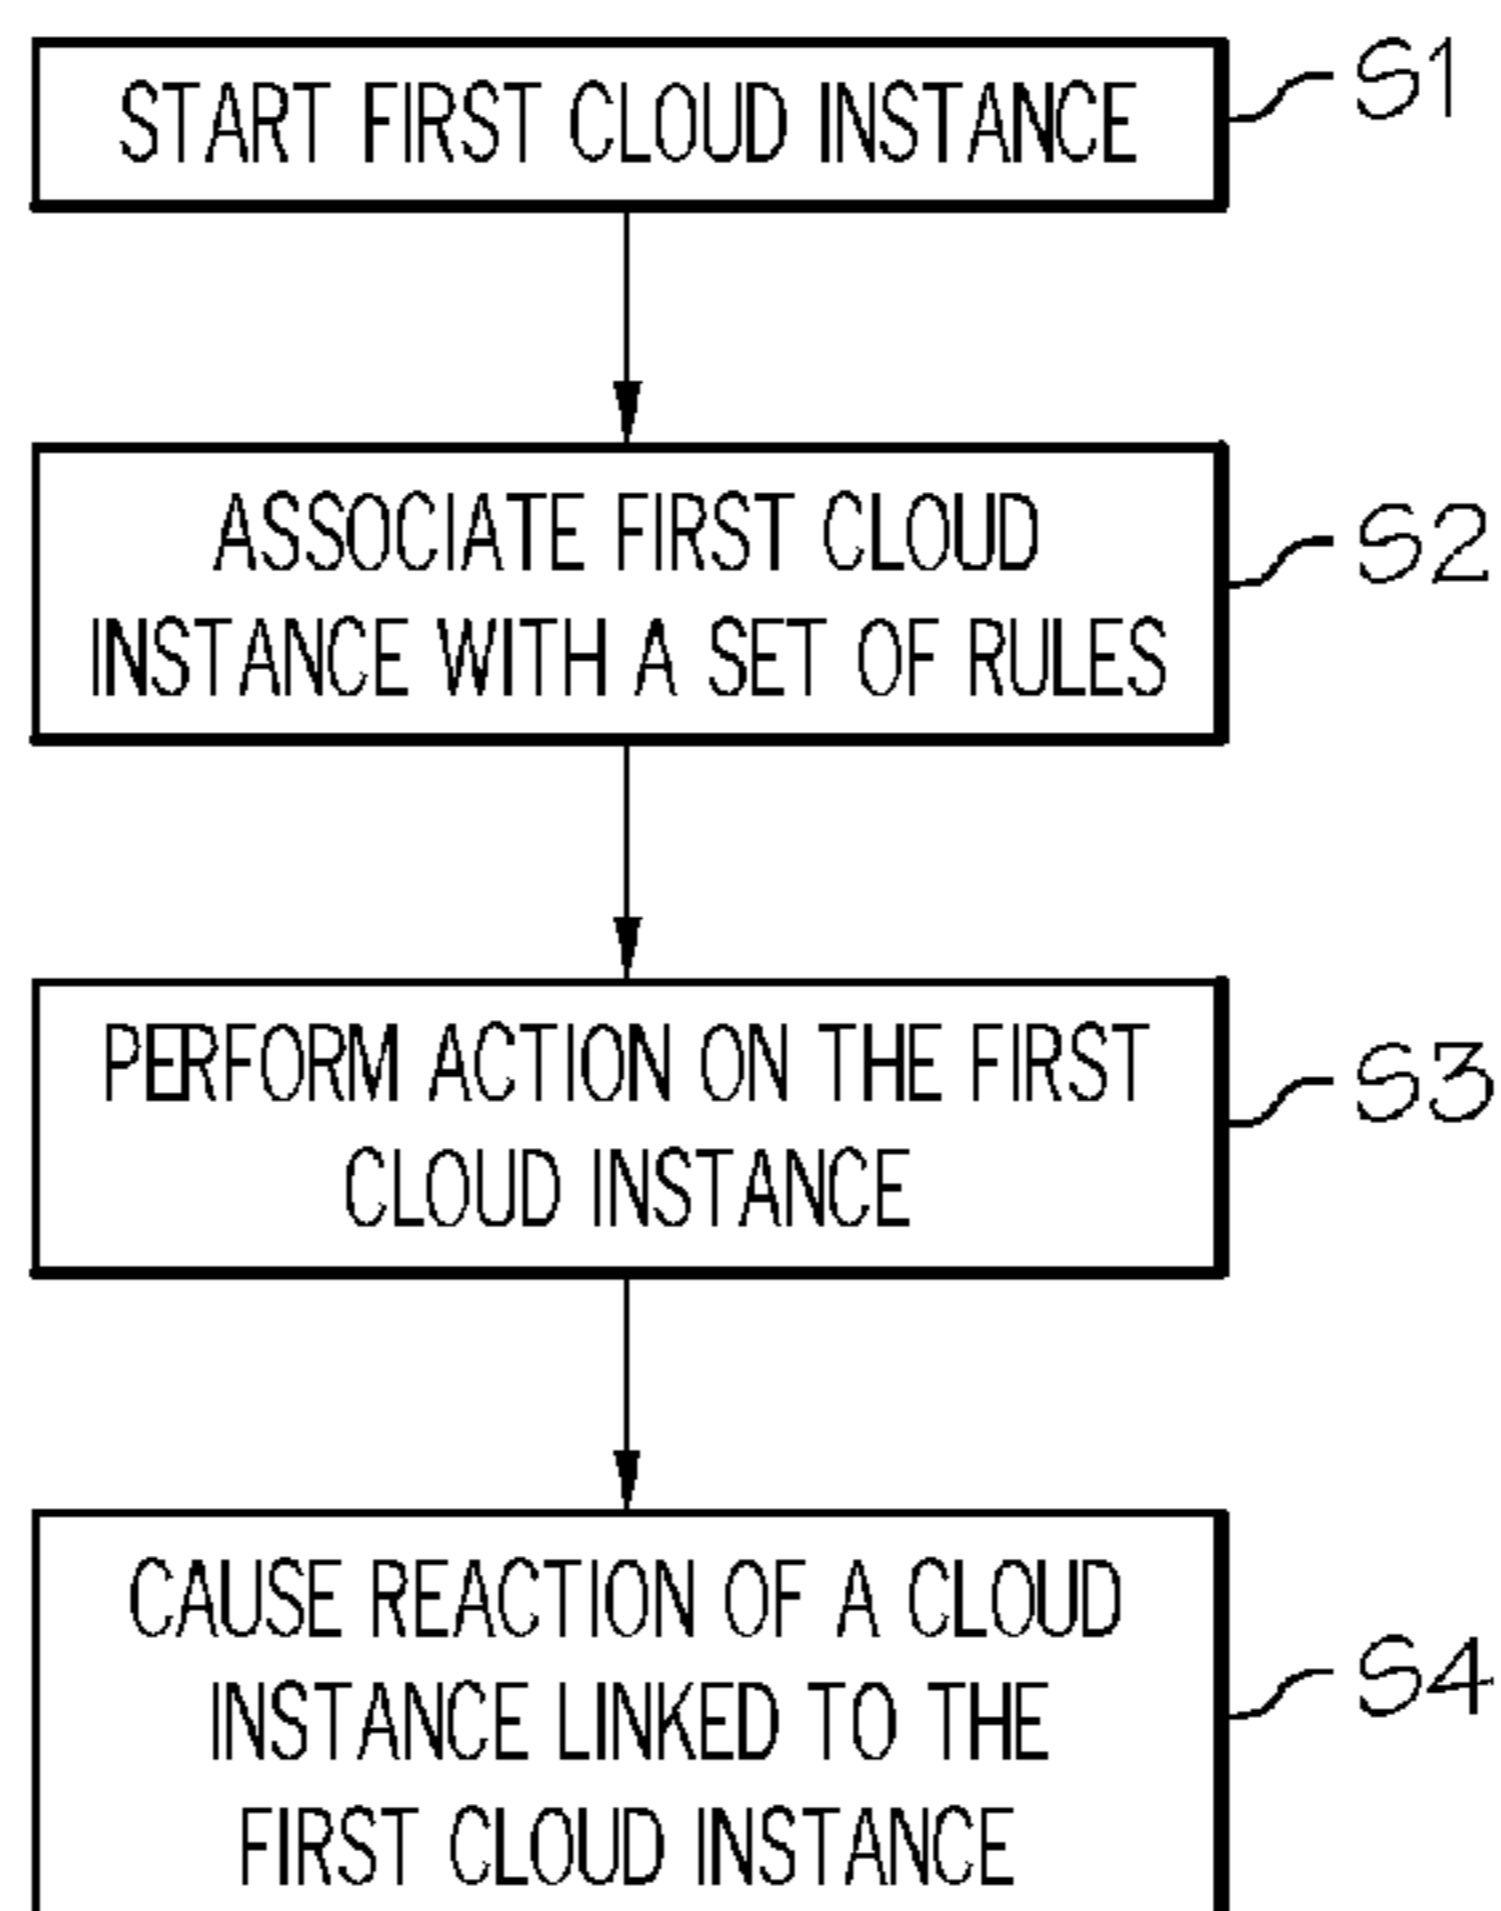 START FIRST CLOUD INSTANCE
S1
ASSOCIATE FIRST CLOUD
INSTANCE WITH A SET OF RULES
S2
PERFORM ACTION ON THE FIRST
CLOUD INSTANCE
S3
CAUSE REACTION OF A CLOUD
INSTANCE LINKED TO THE
FIRST CLOUD INSTANCE
S4